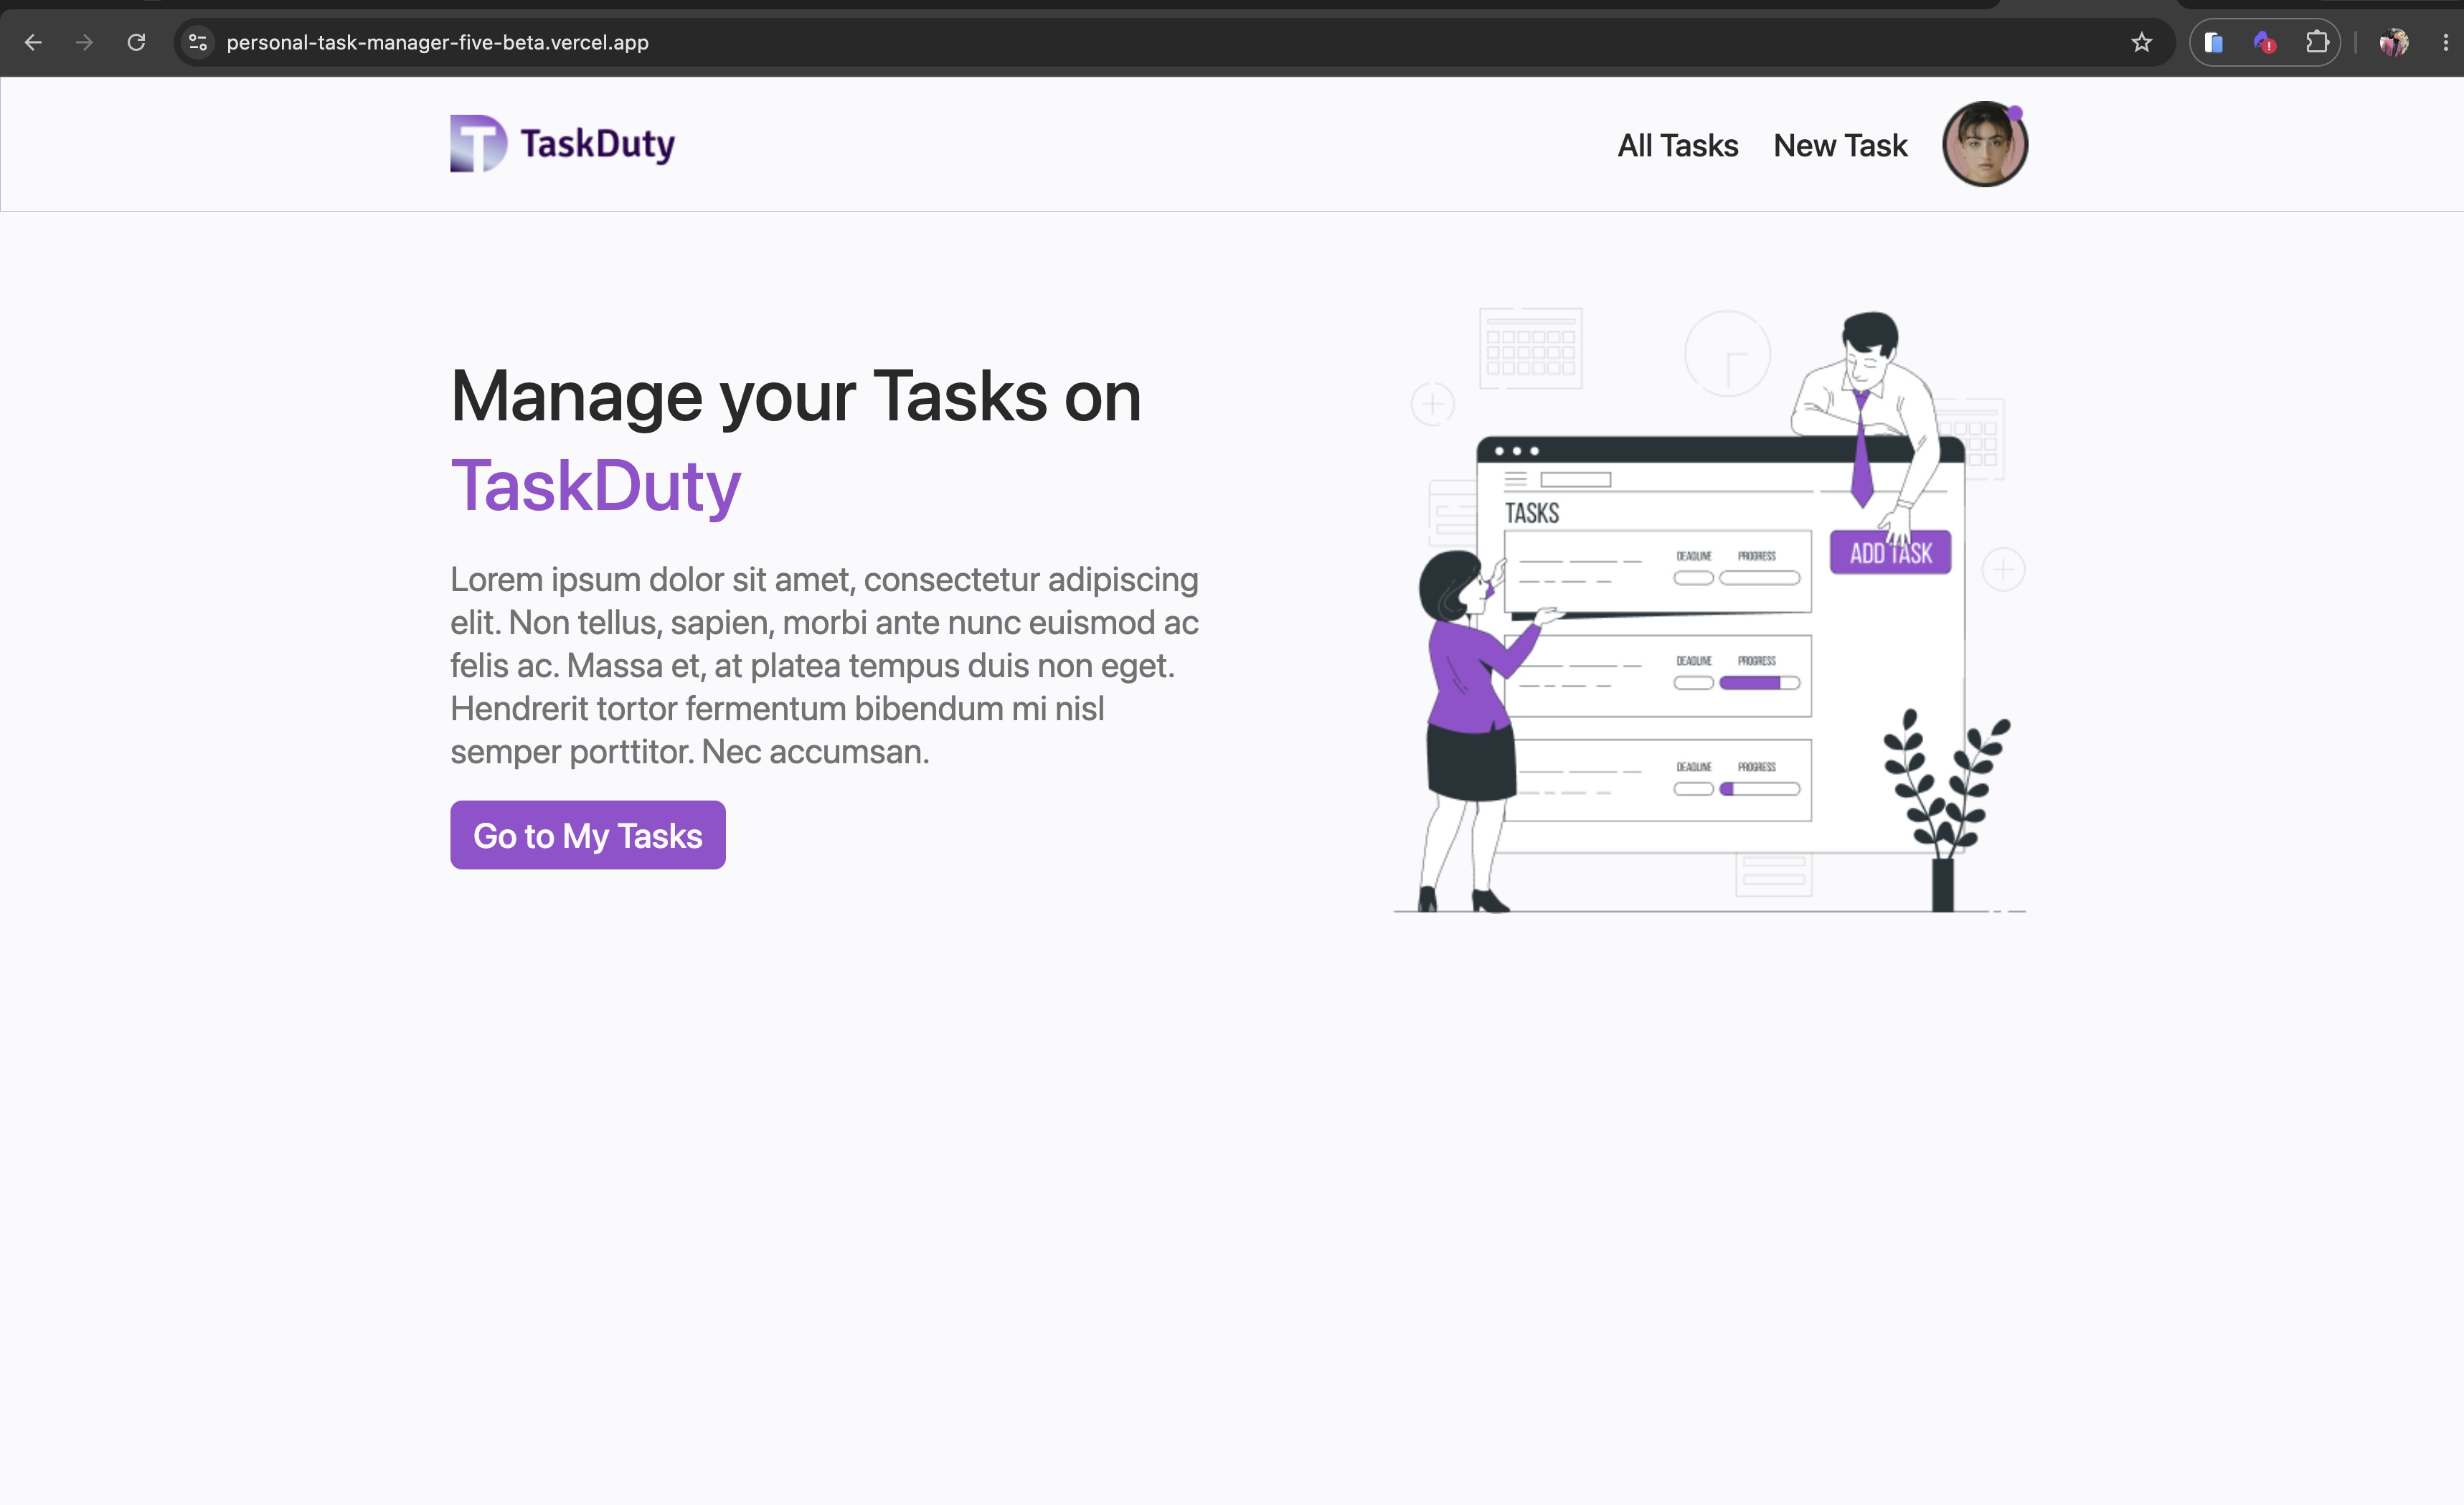 personal-task-manager-five-beta.vercel.app
TaskDuty
All Tasks New Task
Manage your Tasks on
TaskDuty
Lorem ipsum dolor sit amet, consectetur adipiscing
elit. Non tellus, sapien, morbi ante nunc euismod ac
felis ac. Massa et, at platea tempus duis non eget.
Hendrerit tortor fermentum bibendum mi nisl
semper porttitor. Nec accumsan.
Go to My Tasks
TASKS
DEADLINE PROGRESS
ADD TASK
DEADLINE PROGRESS
DEADLINE PROGRESS